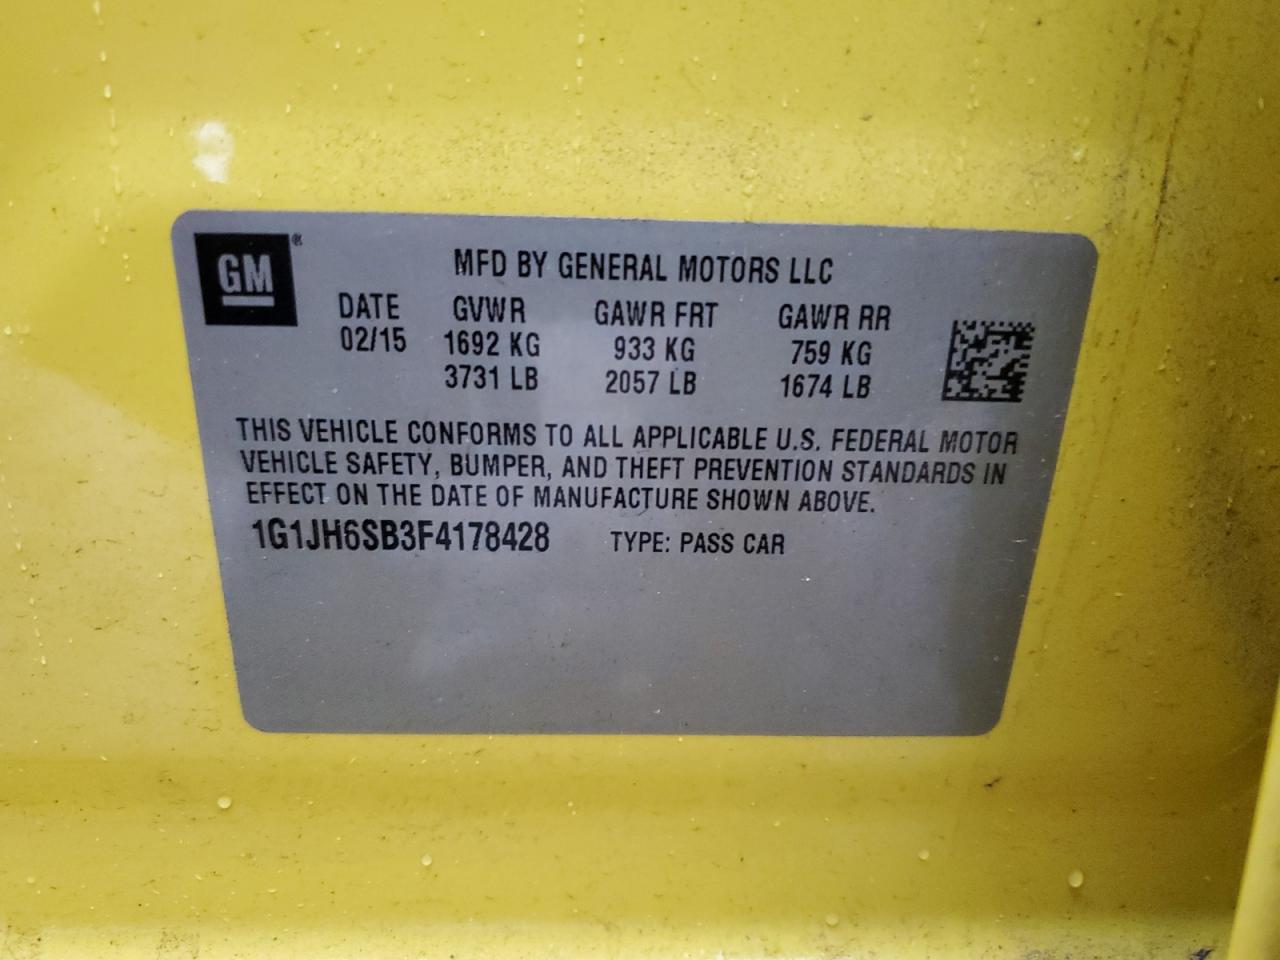 GM®
MFD BY GENERAL MOTORS LLC
DATE GVWR GAWR FRT GAWR RR
02/15 1692 KG 933 KG 759 KG
3731 LB 2057 LB 1674 LB
THIS VEHICLE CONFORMS TO ALL APPLICABLE U.S. FEDERAL MOTOR
VEHICLE SAFETY, BUMPER, AND THEFT PREVENTION STANDARDS IN
EFFECT ON THE DATE OF MANUFACTURE SHOWN ABOVE.
1G1JH6SB3F4178428 TYPE: PASS CAR